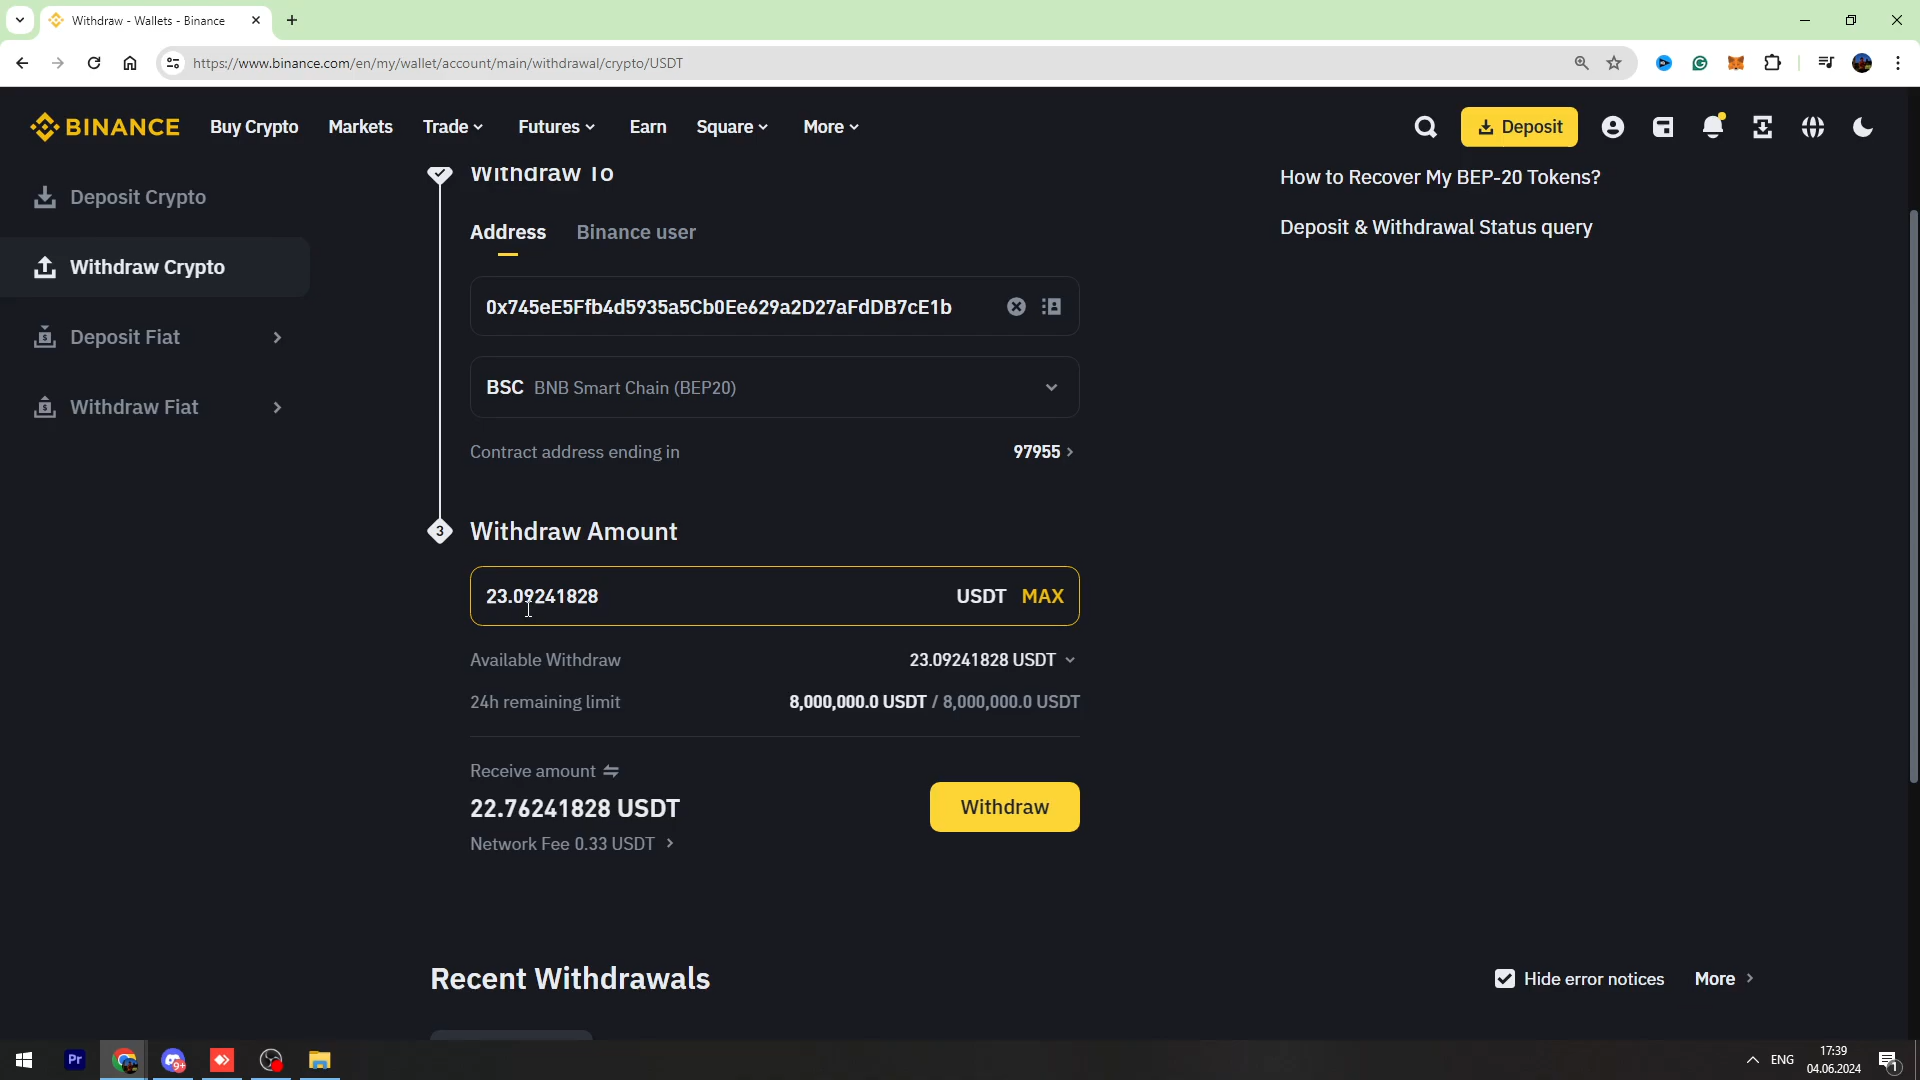 Withdraw - Wallets - Binance
https://www.binance.com/en/my/wallet/account/main/withdrawal/crypto/USDT
BINANCE Buy Crypto Markets Trade Futures Earn Square More Deposit
Deposit Crypto
Withdraw Crypto
Deposit Fiat
Withdraw Fiat
Withdraw To
Address Binance user
0x745eE5Ffb4d5935a5Cb0Ee629a2D27aFdDB7cE1b
BSC BNB Smart Chain (BEP20)
Contract address ending in 97955
3 Withdraw Amount
23.09241828 USDT MAX
Available Withdraw 23.09241828 USDT
24h remaining limit 8,000,000.0 USDT / 8,000,000.0 USDT
Receive amount
22.76241828 USDT
Withdraw
Network Fee 0.33 USDT
How to Recover My BEP-20 Tokens?
Deposit & Withdrawal Status query
Recent Withdrawals
Hide error notices More
Pr
9+
ENG
17:39
04.06.2024
1